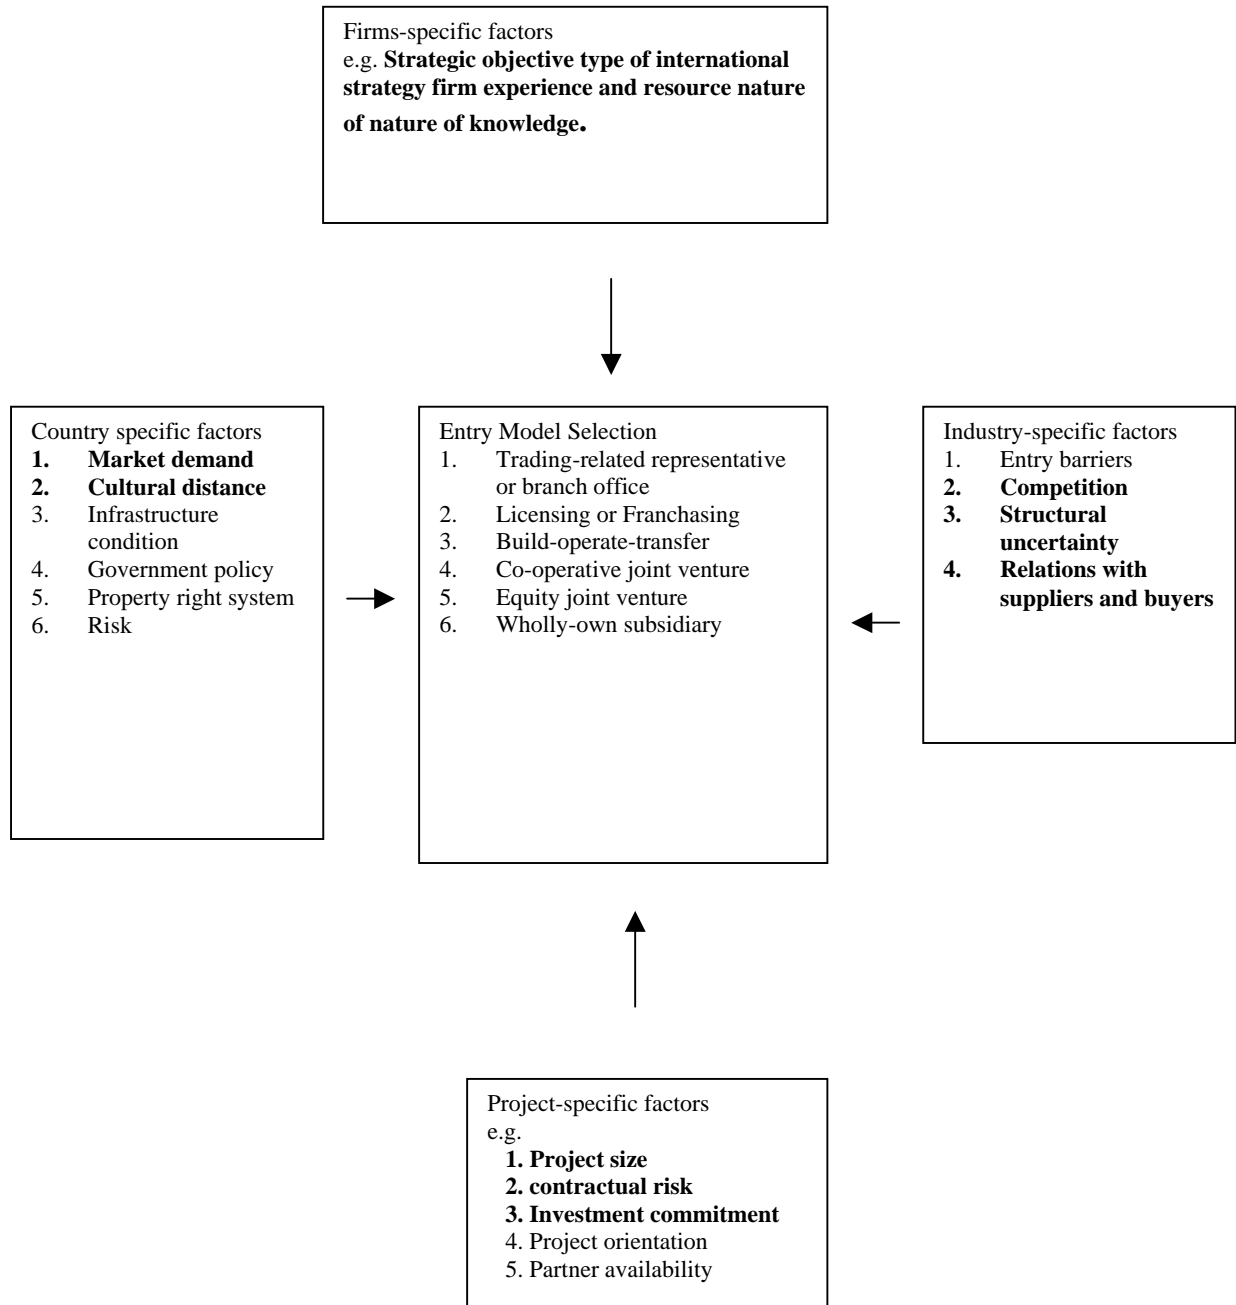 Firms-specific factors
e.g. Strategic objective type of international
strategy firm experience and resource nature
of nature of knowledge.
Country specific factors
1. Market demand
2. Cultural distance
3. Infrastructure
condition
4. Government policy
5. Property right system
6. Risk
Entry Model Selection
1. Trading-related representative
or branch office
2. Licensing or Franchasing
3. Build-operate-transfer
4. Co-operative joint venture
5. Equity joint venture
6. Wholly-own subsidiary
Industry-specific factors
1. Entry barriers
2. Competition
3. Structural
uncertainty
4. Relations with
suppliers and buyers
Project-specific factors
e.g.
1. Project size
2. contractual risk
3. Investment commitment
4. Project orientation
5. Partner availability